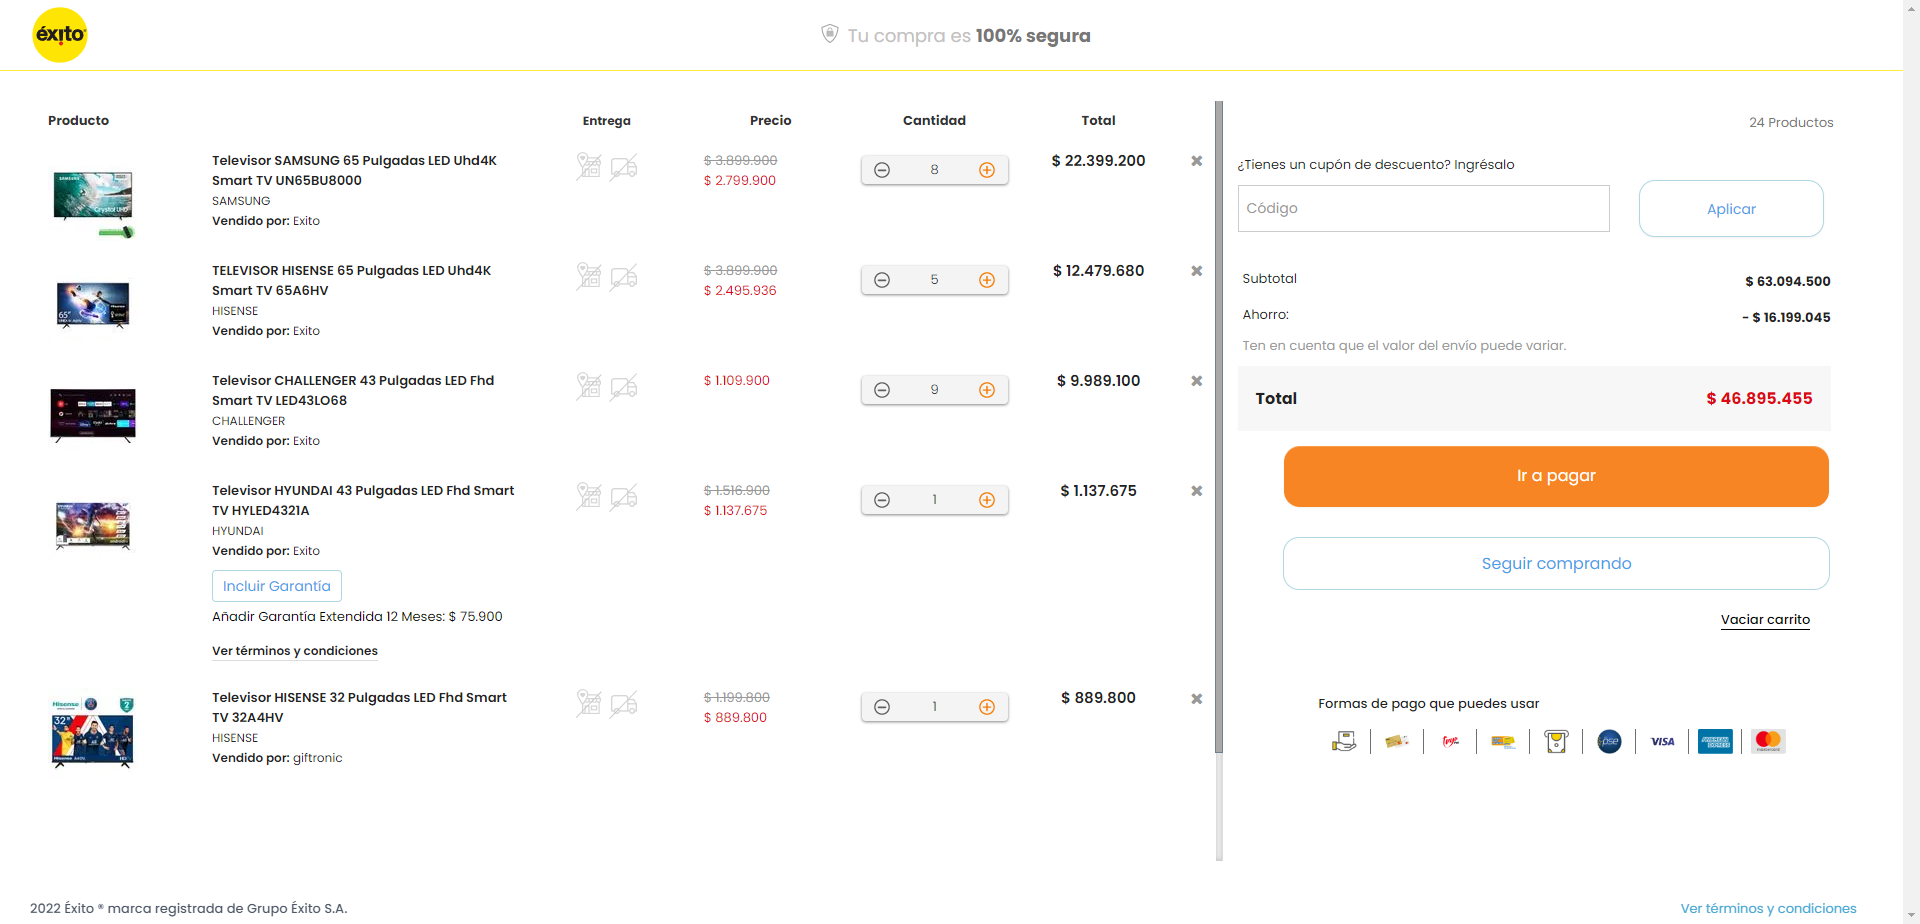 éxito
Tu compra es 100% segura
Producto Entrega Precio Cantidad Total
Televisor SAMSUNG 65 Pulgadas LED Uhd4K
Smart TV UN65BU8000
SAMSUNG
Vendido por: Exito
$ 3.899.900
$ 2.799.900
8
$ 22.399.200
TELEVISOR HISENSE 65 Pulgadas LED Uhd4K
Smart TV 65A6HV
HISENSE
Vendido por: Exito
$ 3.899.900
$ 2.495.936
5
$ 12.479.680
65"
Televisor CHALLENGER 43 Pulgadas LED Fhd
Smart TV LED43LO68
CHALLENGER
Vendido por: Exito
$ 1.109.900
9
$ 9.989.100
Televisor HYUNDAI 43 Pulgadas LED Fhd Smart
TV HYLED4321A
HYUNDAI
Vendido por: Exito
$ 1.516.900
$ 1.137.675
1
$ 1.137.675
Incluir Garantía
Añadir Garantía Extendida 12 Meses: $ 75.900
Ver términos y condiciones
Televisor HISENSE 32 Pulgadas LED Fhd Smart
TV 32A4HV
HISENSE
Vendido por: giftronic
$ 1.199.800
$ 889.800
1
$ 889.800
Hisense
32"
24 Productos
¿Tienes un cupón de descuento? Ingrésalo
Código
Aplicar
Subtotal $ 63.094.500
Ahorro: - $ 16.199.045
Ten en cuenta que el valor del envío puede variar.
Total $ 46.895.455
Ir a pagar
Seguir comprando
Vaciar carrito
Formas de pago que puedes usar
pse
VISA
AMERICAN EXPRESS
2022 Éxito ® marca registrada de Grupo Éxito S.A.
Ver términos y condiciones